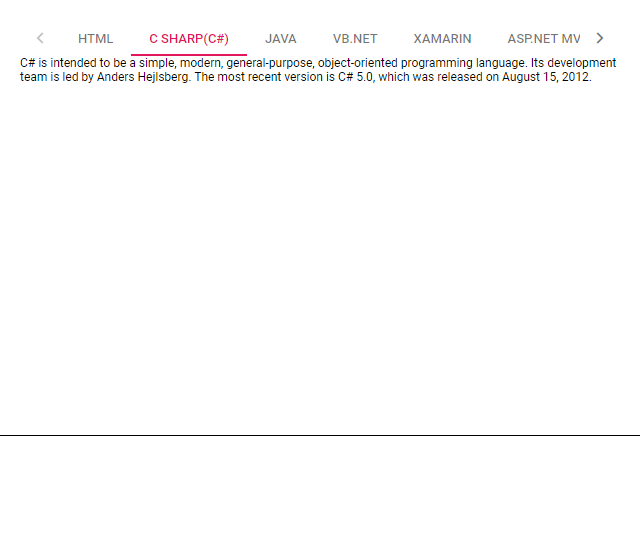 HTML C SHARP(C#) JAVA VB.NET XAMARIN ASP.NET MV
C# is intended to be a simple, modern, general-purpose, object-oriented programming language. Its development
team is led by Anders Hejlsberg. The most recent version is C# 5.0, which was released on August 15, 2012.